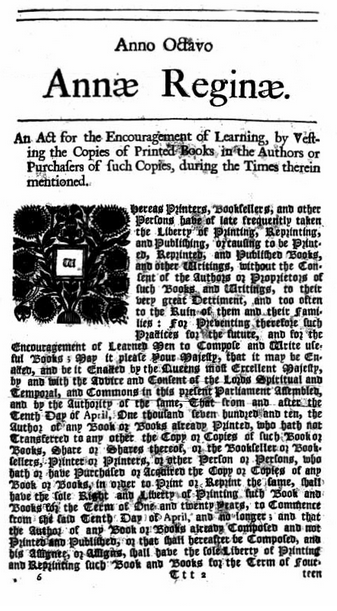 Anno Octavo
Annæ Reginæ.
An Act for the Encouragement of Learning, by Vest-
ing the Copies of Printed Books in the Authors or
Purchasers of such Copies, during the Times therein
mentioned.
Whereas Printers, Booksellers, and other
Persons have of late frequently taken
the Liberty of Printing, Reprinting,
and Publishing, or causing to be Print-
ed, Reprinted, and Published Books,
and other Writings, without the Con-
sent of the Authors or Proprietors of
such Books and Writings, to their
very great Detriment, and too often
to the Ruin of them and their Fami-
lies: For Preventing therefore such
Practices for the future, and for the
Encouragement of Learned Men to Compose and Write use-
ful Books; May it please Your Majesty, that it may be En-
acted, and be it Enacted by the Queens most Excellent Majesty,
by and with the Advice and Consent of the Lords Spiritual and
Temporal, and Commons in this present Parliament Assembled,
and by the Authority of the same, That from and after the
Tenth Day of April, One thousand seven hundred and ten, the
Author of any Book or Books already Printed, who hath not
Transferred to any other the Copy or Copies of such Book or
Books, Share or Shares thereof, or the Bookseller or Book-
sellers, Printer or Printers, or other Person or Persons, who
hath or have Purchased or Acquired the Copy or Copies of any
Book or Books, in order to Print or Reprint the same, shall
have the sole Right and Liberty of Printing such Book and
Books for the Term of One and twenty Years, to Commence
from the said Tenth Day of April, and no longer; and that
the Author of any Book or Books already Composed and not
Printed and Published, or that shall hereafter be Composed, and
his Assignee, or Assigns, shall have the sole Liberty of Printing
and Reprinting such Book and Books for the Term of Four-
6 Ttt 2 teen